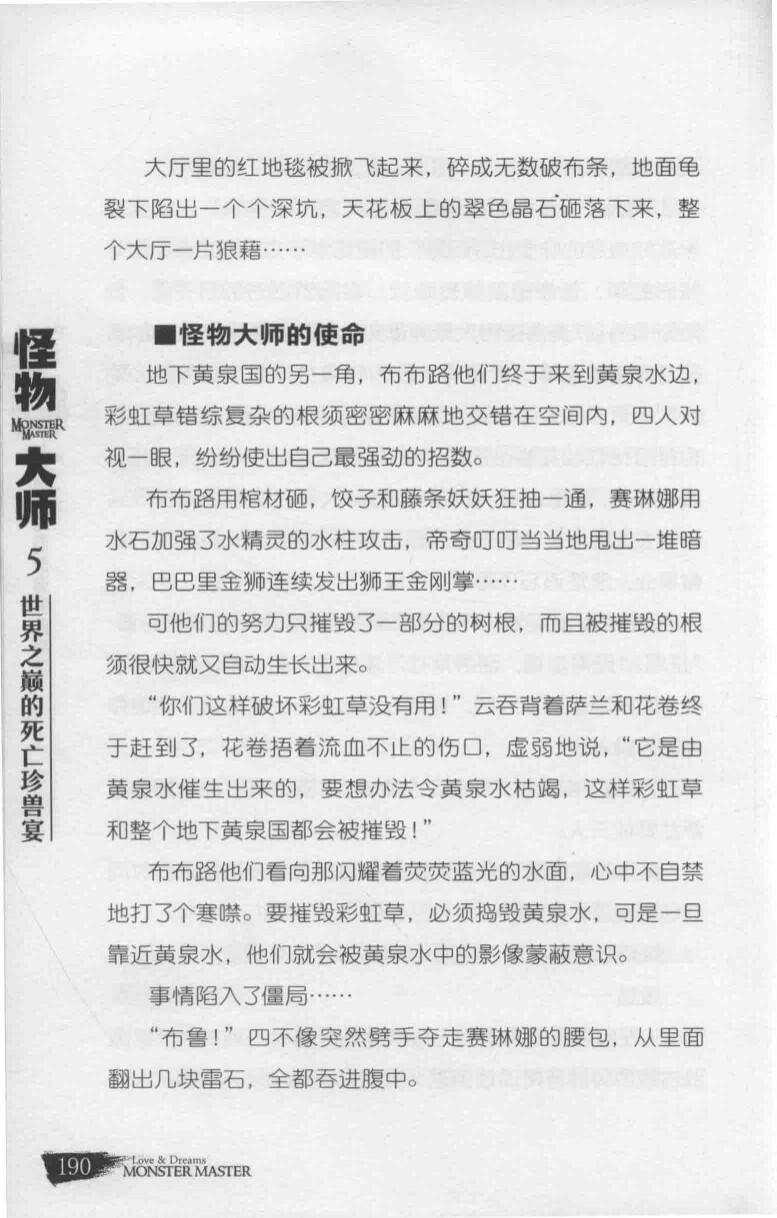 大厅里的红地毯被掀飞起来，碎成无数破布条，地面龟
裂下陷出一个个深坑，天花板上的翠色晶石砸落下来，整
个大厅一片狼藉……
■怪物大师的使命
地下黄泉国的另一角，布布路他们终于来到黄泉水边，
彩虹草错综复杂的根须密密麻麻地交错在空间内，四人对
视一眼，纷纷使出自己最强劲的招数。
布布路用棺材砸，饺子和藤条妖妖狂抽一通，赛琳娜用
水石加强了水精灵的水柱攻击，帝奇叮叮当当地甩出一堆暗
器，巴巴里金狮连续发出狮王金刚掌……
可他们的努力只摧毁了一部分的树根，而且被摧毁的根
须很快就又自动生长出来。
“你们这样破坏彩虹草没有用！”云吞背着萨兰和花卷终
于赶到了，花卷捂着流血不止的伤口，虚弱地说，“它是由
黄泉水催生出来的，要想办法令黄泉水枯竭，这样彩虹草
和整个地下黄泉国都会被摧毁！”
布布路他们看向那闪耀着荧荧蓝光的水面，心中不自禁
地打了个寒噤。要摧毁彩虹草，必须捣毁黄泉水，可是一旦
靠近黄泉水，他们就会被黄泉水中的影像蒙蔽意识。
事情陷入了僵局……
“布鲁！”四不像突然劈手夺走赛琳娜的腰包，从里面
翻出几块雷石，全都吞进腹中。
怪物
MONSTER
MASTER
大师
5
世界之巅的死亡珍兽宴
190
Love & Dreams
MONSTER MASTER